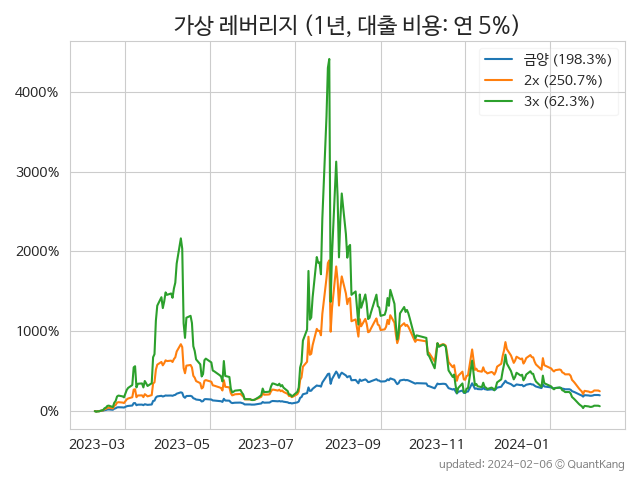 가상 레버리지 (1년, 대출 비용: 연 5%)
금양 (198.3%)
2x (250.7%)
3x (62.3%)
4000%
3000%
2000%
1000%
0%
2023-03 2023-05 2023-07 2023-09 2023-11 2024-01
updated: 2024-02-06 © QuantKang